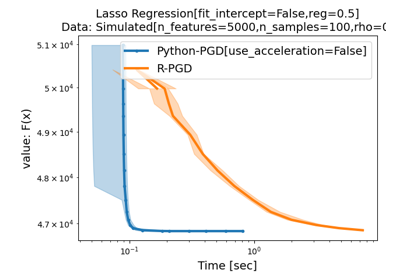 Lasso Regression[fit_intercept=False,reg=0.5]
Data: Simulated[n_features=5000,n_samples=100,rho=0
Python-PGD[use_acceleration=False]
R-PGD
value: F(x)
5.1 × 10⁴
5 × 10⁴
4.9 × 10⁴
4.8 × 10⁴
4.7 × 10⁴
10⁻¹
10⁰
Time [sec]